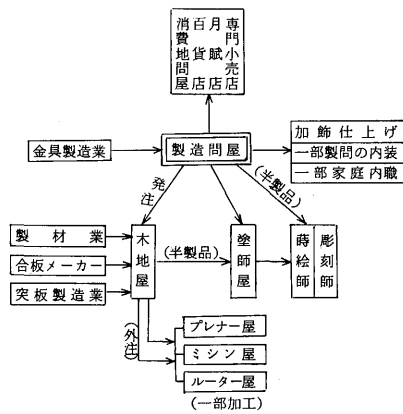 専門小売店
月賦店
百貨店
消費地問屋
金具製造業
製造問屋
加飾仕上げ
一部製問の内装
一部家庭内職
発注
(半製品)
製材業
合板メーカー
突板製造業
木地屋
(半製品)
塗師屋
蒔絵師
彫刻師
(外注)
プレナー屋
ミシン屋
ルーター屋
(一部加工)